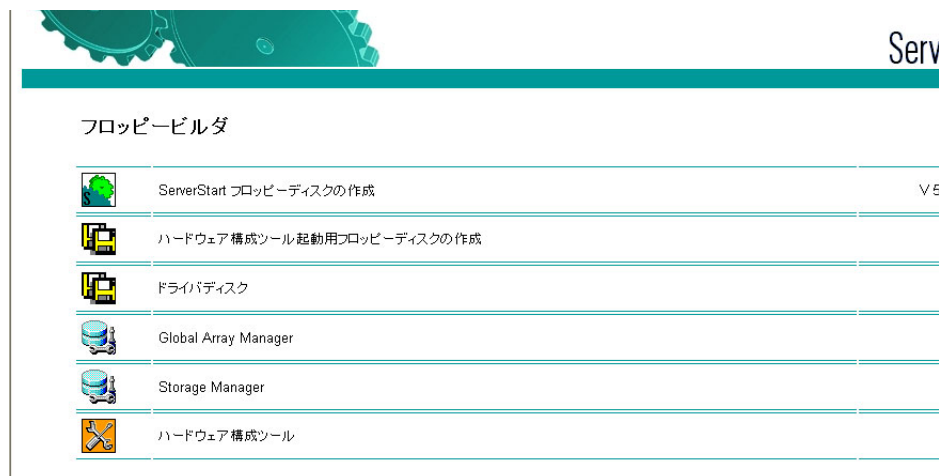 Serv
フロッピービルダ
ServerStart フロッピーディスクの作成
V5
ハードウェア構成ツール起動用フロッピーディスクの作成
ドライバディスク
Global Array Manager
Storage Manager
ハードウェア構成ツール